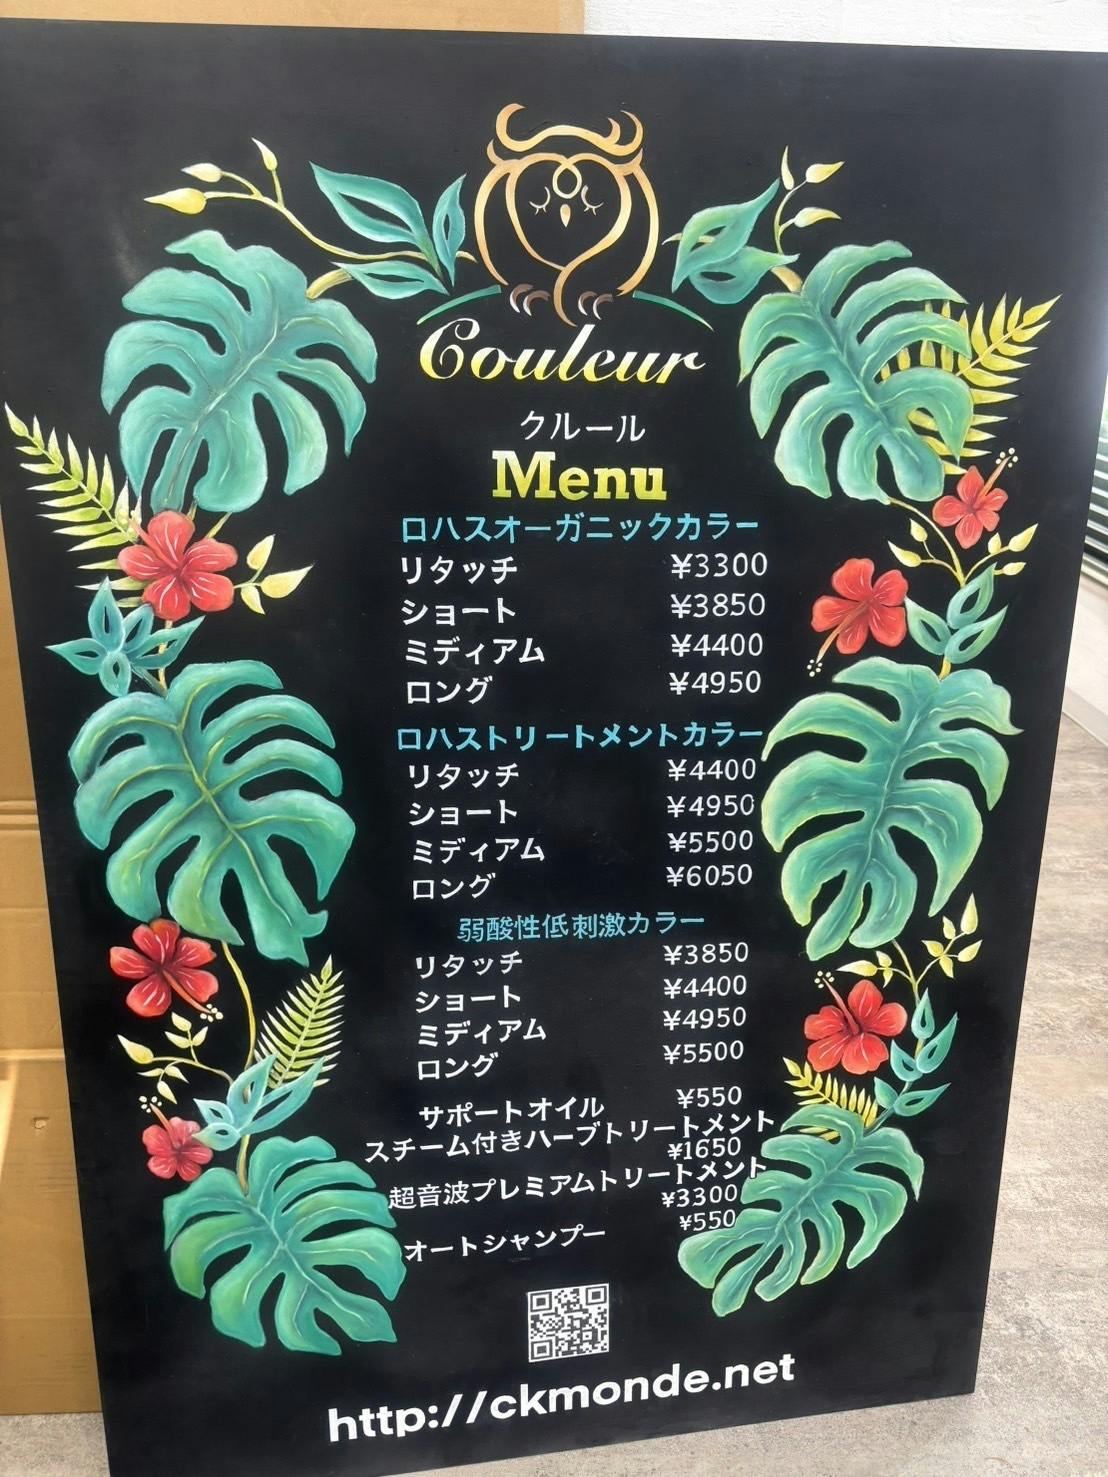 Couleur
クルール
Menu
ロハスオーガニックカラー
リタッチ ¥3300
ショート ¥3850
ミディアム ¥4400
ロング ¥4950
ロハストリートメントカラー
リタッチ ¥4400
ショート ¥4950
ミディアム ¥5500
ロング ¥6050
弱酸性低刺激カラー
リタッチ ¥3850
ショート ¥4400
ミディアム ¥4950
ロング ¥5500
サポートオイル ¥550
スチーム付きハーブトリートメント
¥1650
超音波プレミアムトリートメント
¥3300
オートシャンプー ¥550
http://ckmonde.net